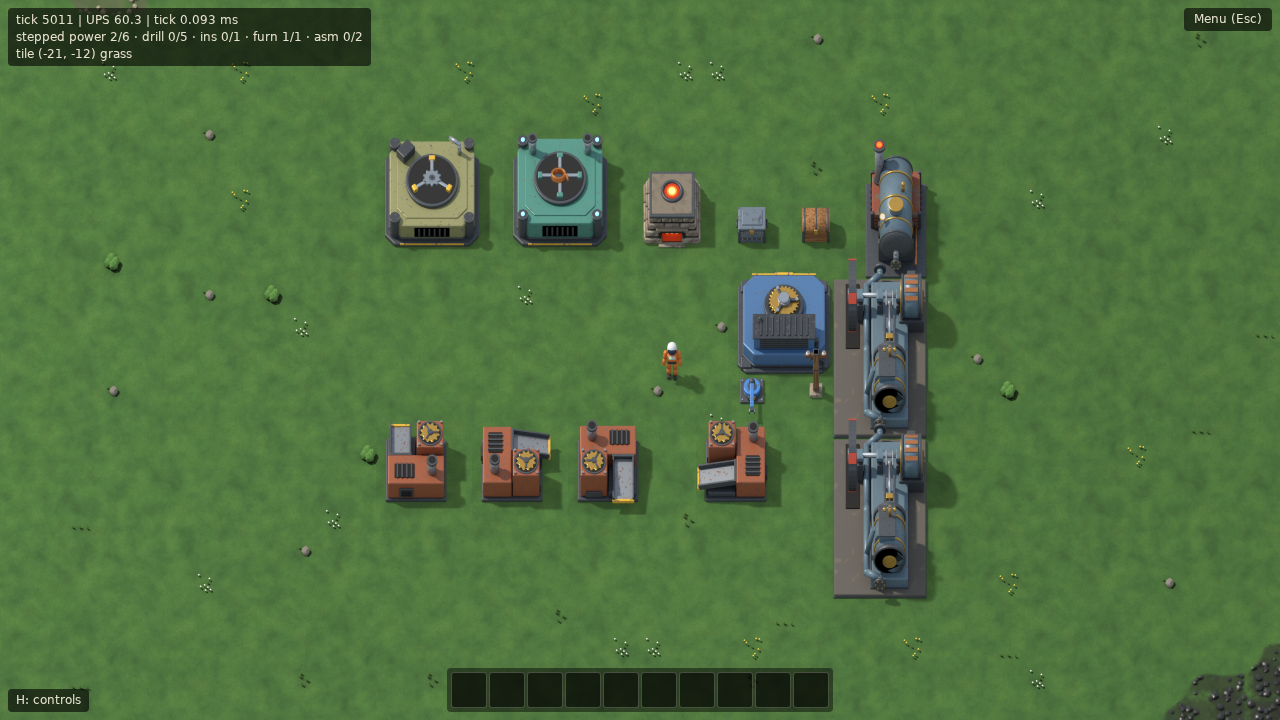 tick 5011 | UPS 60.3 | tick 0.093 ms
stepped power 2/6 · drill 0/5 · ins 0/1 · furn 1/1 · asm 0/2
tile (-21, -12) grass
Menu (Esc)
H: controls